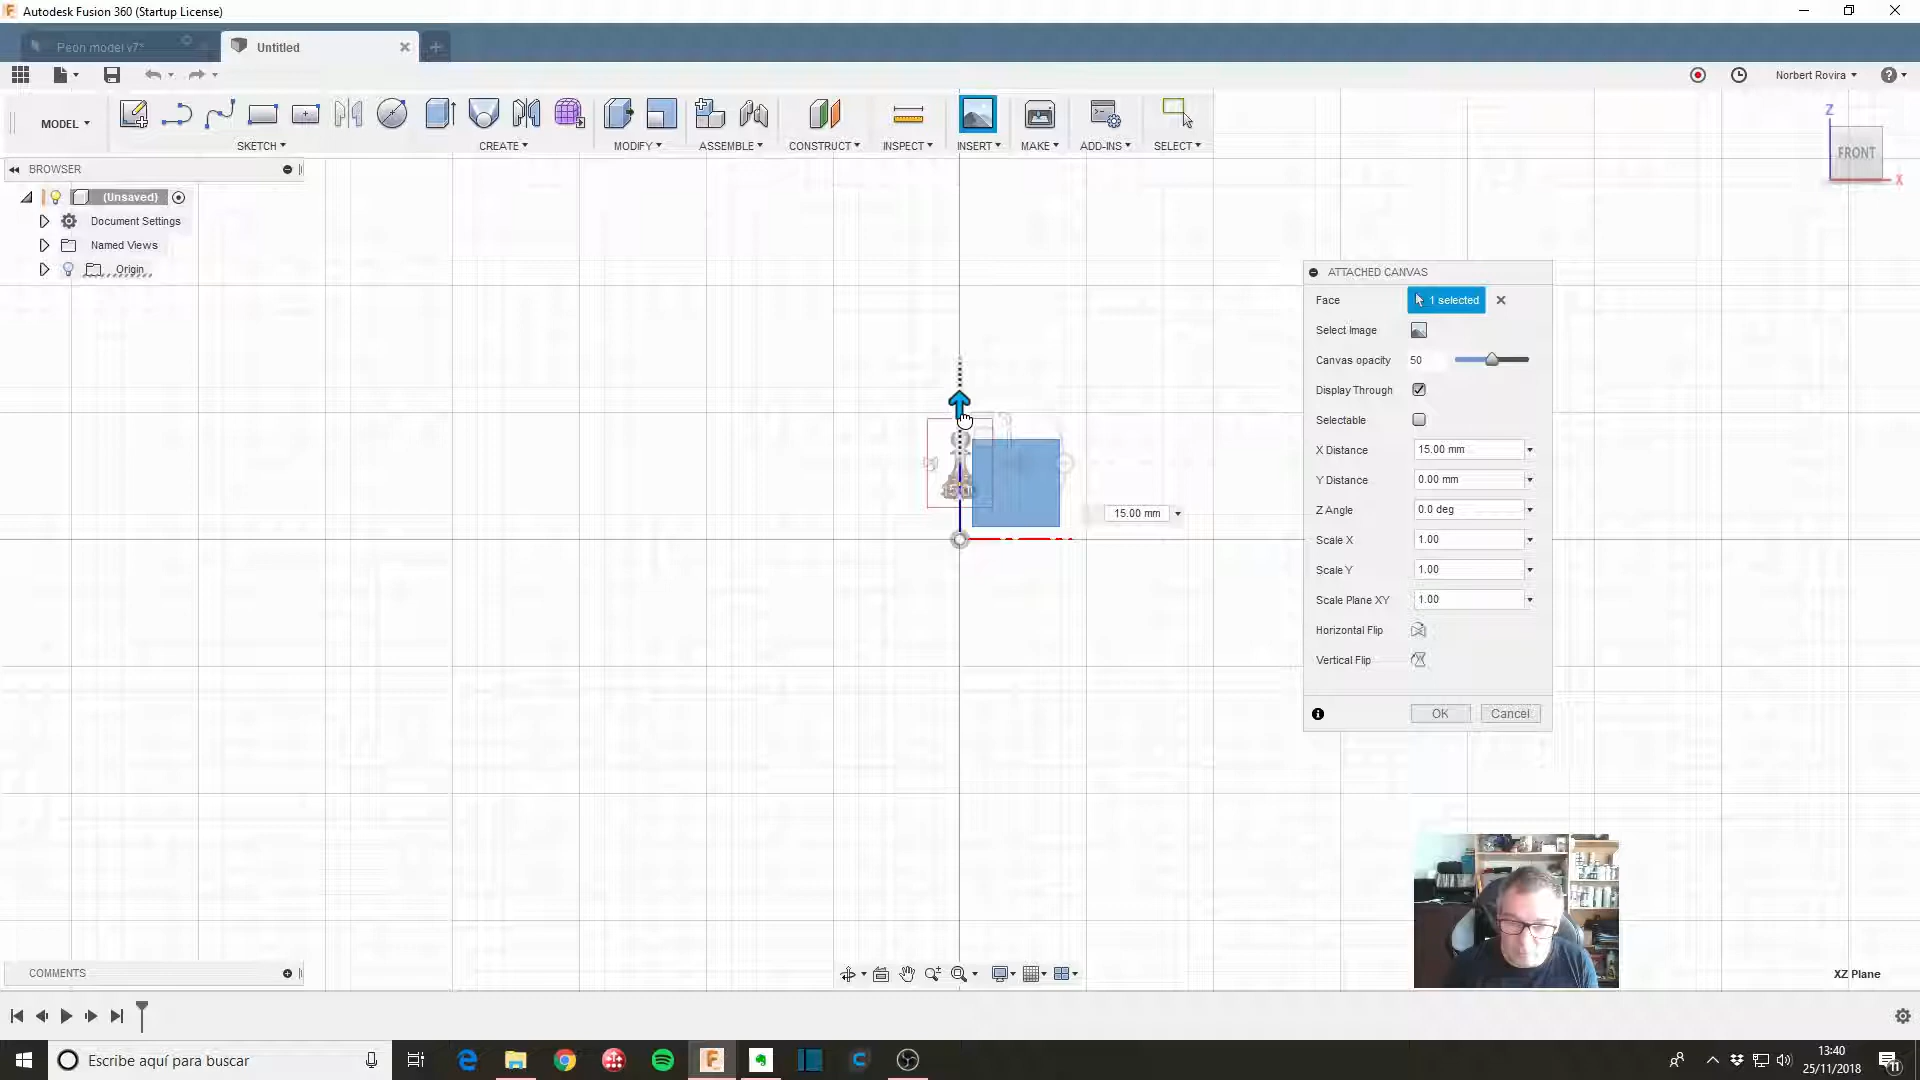 Autodesk Fusion 360 (Startup License)
Peon model v7*
Untitled
Norbert Rovira
MODEL
SKETCH
CREATE
MODIFY
ASSEMBLE
CONSTRUCT
INSPECT
INSERT
MAKE
ADD-INS
SELECT
Z
FRONT
X
BROWSER
(Unsaved)
Document Settings
Named Views
Origin
ATTACHED CANVAS
Face 1 selected
Select Image
Canvas opacity 50
Display Through
Selectable
X Distance 15.00 mm
Y Distance 0.00 mm
Z Angle 0.0 deg
Scale X 1.00
Scale Y 1.00
Scale Plane XY 1.00
Horizontal Flip
Vertical Flip
OK Cancel
15.00 mm
COMMENTS
XZ Plane
Escribe aquí para buscar
13:40
25/11/2018
11